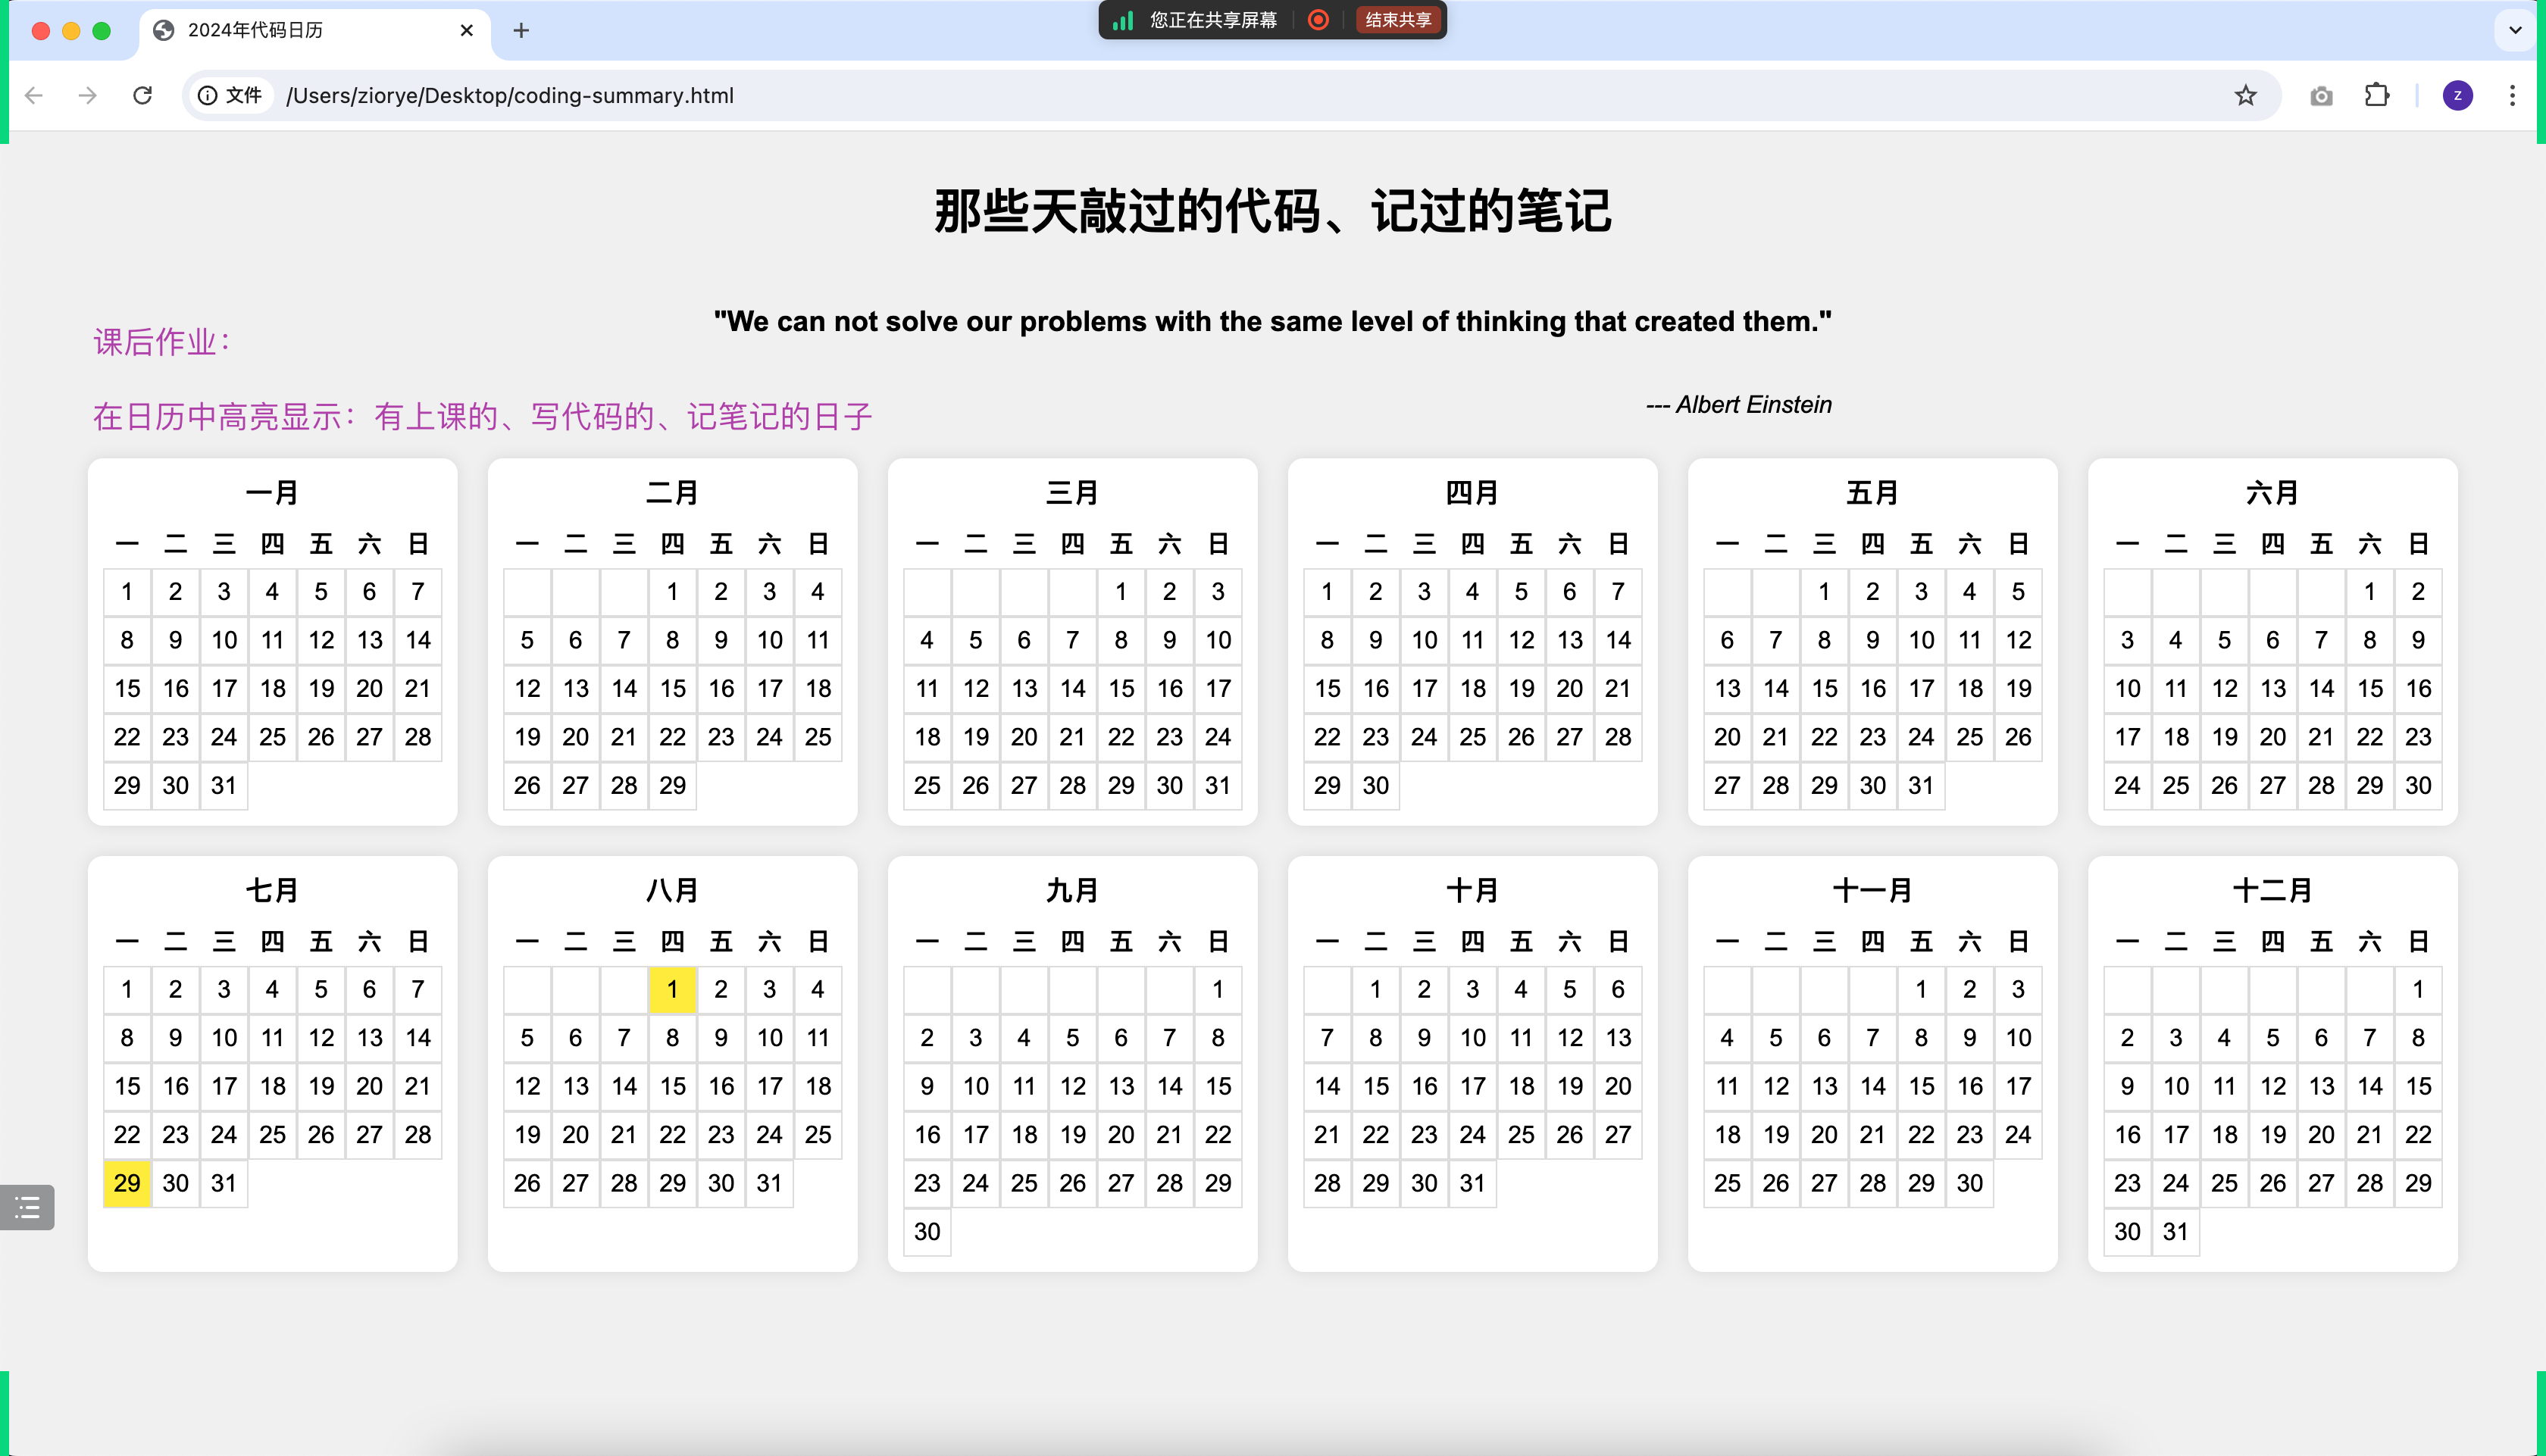 2024年代码日历
您正在共享屏幕 结束共享
文件 /Users/ziorye/Desktop/coding-summary.html
z
那些天敲过的代码、记过的笔记
"We can not solve our problems with the same level of thinking that created them."
课后作业：
--- Albert Einstein
在日历中高亮显示：有上课的、写代码的、记笔记的日子
一月
一 二 三 四 五 六 日
1 2 3 4 5 6 7
8 9 10 11 12 13 14
15 16 17 18 19 20 21
22 23 24 25 26 27 28
29 30 31
二月
一 二 三 四 五 六 日
1 2 3 4
5 6 7 8 9 10 11
12 13 14 15 16 17 18
19 20 21 22 23 24 25
26 27 28 29
三月
一 二 三 四 五 六 日
1 2 3
4 5 6 7 8 9 10
11 12 13 14 15 16 17
18 19 20 21 22 23 24
25 26 27 28 29 30 31
四月
一 二 三 四 五 六 日
1 2 3 4 5 6 7
8 9 10 11 12 13 14
15 16 17 18 19 20 21
22 23 24 25 26 27 28
29 30
五月
一 二 三 四 五 六 日
1 2 3 4 5
6 7 8 9 10 11 12
13 14 15 16 17 18 19
20 21 22 23 24 25 26
27 28 29 30 31
六月
一 二 三 四 五 六 日
1 2
3 4 5 6 7 8 9
10 11 12 13 14 15 16
17 18 19 20 21 22 23
24 25 26 27 28 29 30
七月
一 二 三 四 五 六 日
1 2 3 4 5 6 7
8 9 10 11 12 13 14
15 16 17 18 19 20 21
22 23 24 25 26 27 28
29 30 31
八月
一 二 三 四 五 六 日
1 2 3 4
5 6 7 8 9 10 11
12 13 14 15 16 17 18
19 20 21 22 23 24 25
26 27 28 29 30 31
九月
一 二 三 四 五 六 日
1
2 3 4 5 6 7 8
9 10 11 12 13 14 15
16 17 18 19 20 21 22
23 24 25 26 27 28 29
30
十月
一 二 三 四 五 六 日
1 2 3 4 5 6
7 8 9 10 11 12 13
14 15 16 17 18 19 20
21 22 23 24 25 26 27
28 29 30 31
十一月
一 二 三 四 五 六 日
1 2 3
4 5 6 7 8 9 10
11 12 13 14 15 16 17
18 19 20 21 22 23 24
25 26 27 28 29 30
十二月
一 二 三 四 五 六 日
1
2 3 4 5 6 7 8
9 10 11 12 13 14 15
16 17 18 19 20 21 22
23 24 25 26 27 28 29
30 31